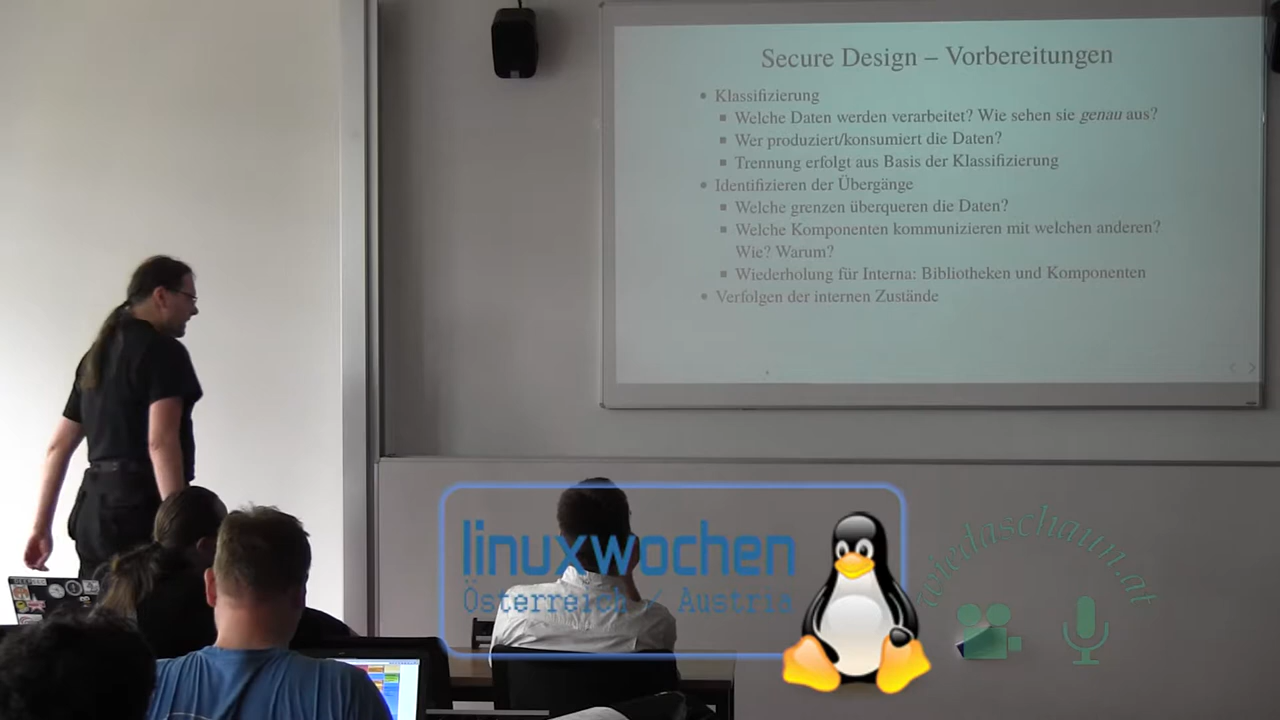 Secure Design – Vorbereitungen
Klassifizierung
Welche Daten werden verarbeitet? Wie sehen sie genau aus?
Wer produziert/konsumiert die Daten?
Trennung erfolgt aus Basis der Klassifizierung
Identifizieren der Übergänge
Welche grenzen überqueren die Daten?
Welche Komponenten kommunizieren mit welchen anderen?
Wie? Warum?
Wiederholung für Interna: Bibliotheken und Komponenten
Verfolgen der internen Zustände
linuxwochen
Österreich / Austria
wiedaschaun.at